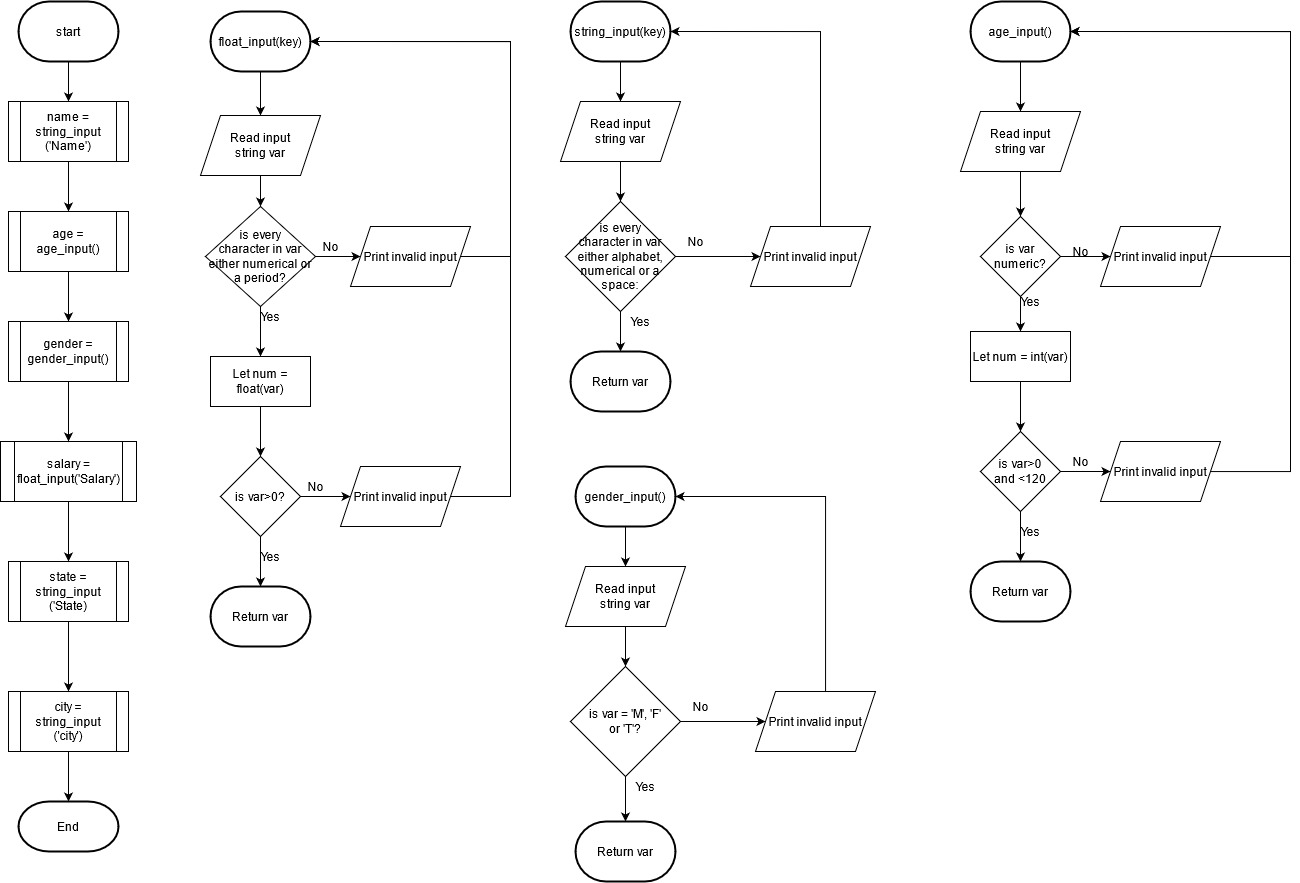 start
name =
string_input
('Name')
age =
age_input()
gender =
gender_input()
salary =
float_input('Salary')
state =
string_input
('State)
city =
string_input
('city')
End
float_input(key)
Read input
string var
is every
character in var
either numerical or
a period?
No
Print invalid input
Yes
Let num =
float(var)
is var>0?
No
Print invalid input
Yes
Return var
string_input(key)
Read input
string var
is every
character in var
either alphabet,
numerical or a
space:
No
Print invalid input
Yes
Return var
gender_input()
Read input
string var
is var = 'M', 'F'
or 'T'?
No
Print invalid input
Yes
Return var
age_input()
Read input
string var
is var
numeric?
No
Print invalid input
Yes
Let num = int(var)
is var>0
and <120
No
Print invalid input
Yes
Return var